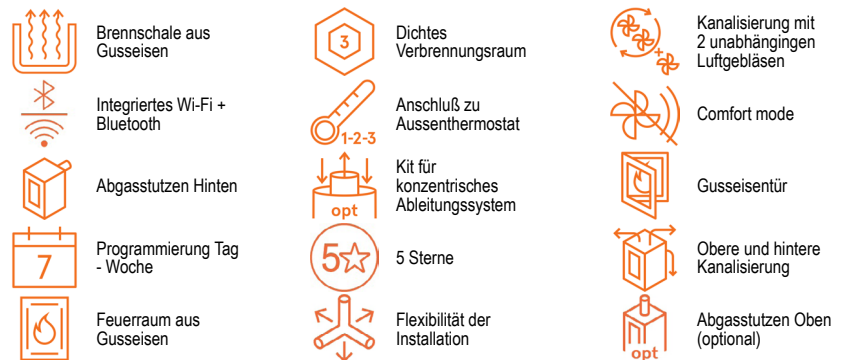 Brennschale aus
Gusseisen
3
Dichtes
Verbrennungsraum
Kanalisierung mit
2 unabhängingen
Luftgebläsen
Integriertes Wi-Fi +
Bluetooth
1-2-3
Anschluß zu
Aussenthermostat
Comfort mode
Abgasstutzen Hinten
opt
Kit für
konzentrisches
Ableitungssystem
Gusseisentür
7
Programmierung Tag
- Woche
5
5 Sterne
Obere und hintere
Kanalisierung
Feuerraum aus
Gusseisen
Flexibilität der
Installation
opt
Abgasstutzen Oben
(optional)